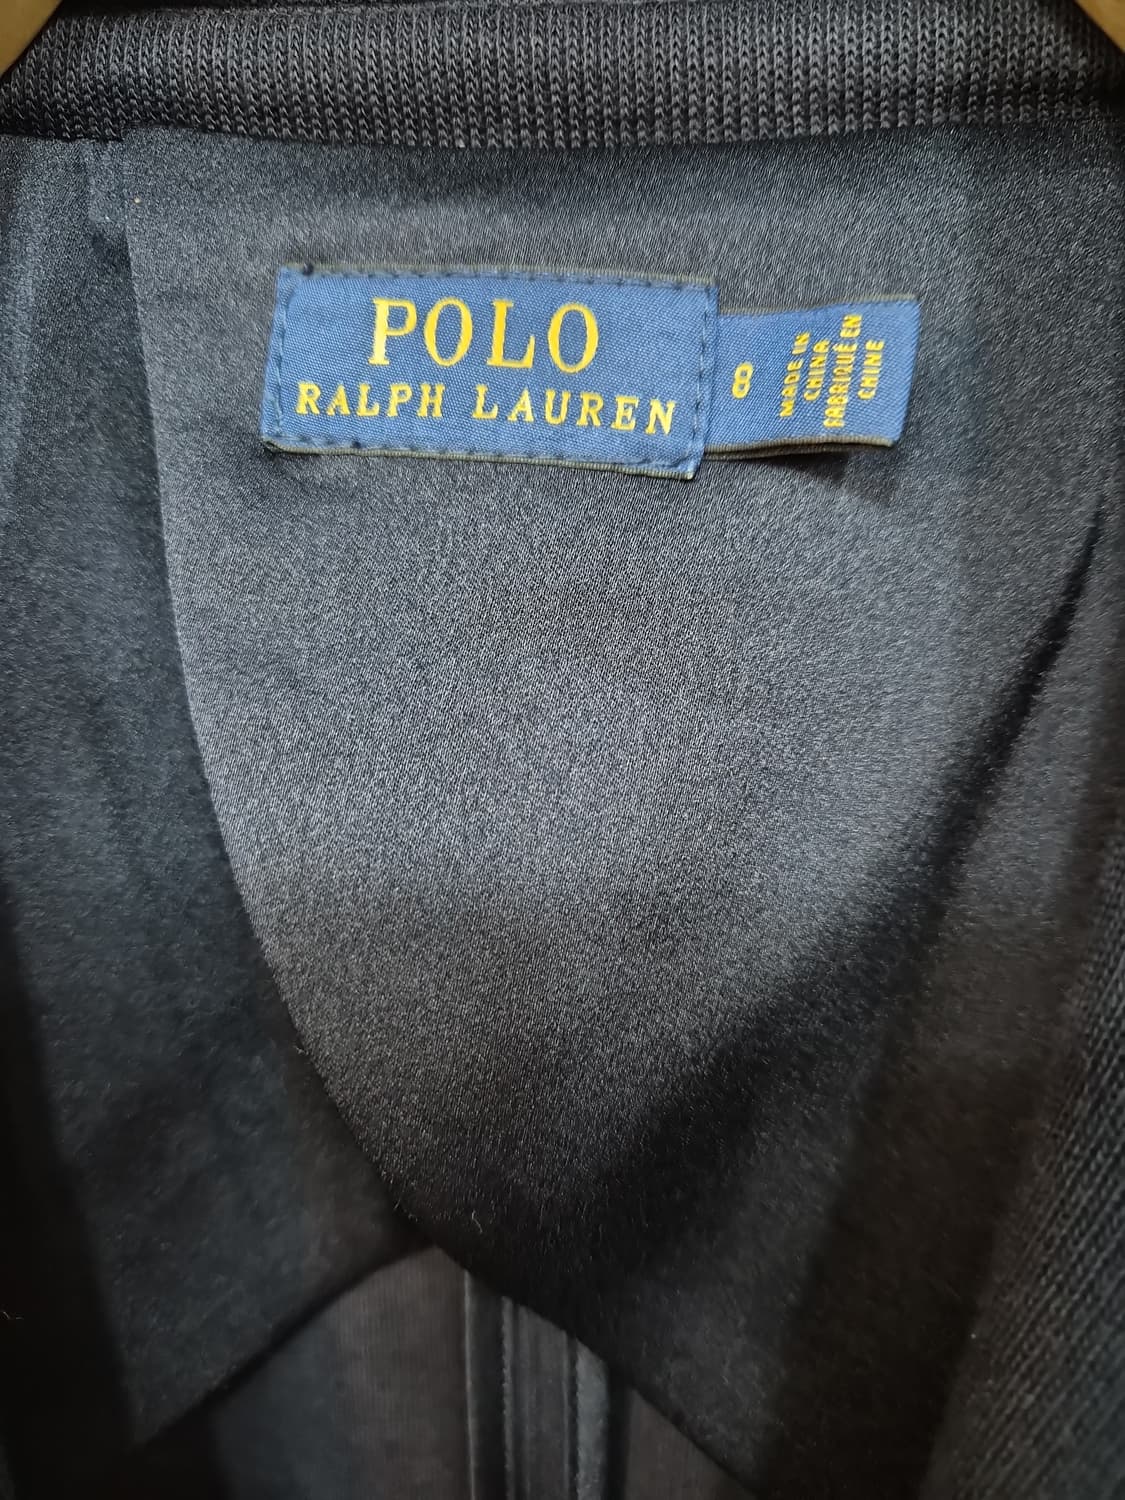 POLO
RALPH LAUREN
8
MADE IN
CHINA
FABRIQUÉ EN
CHINE